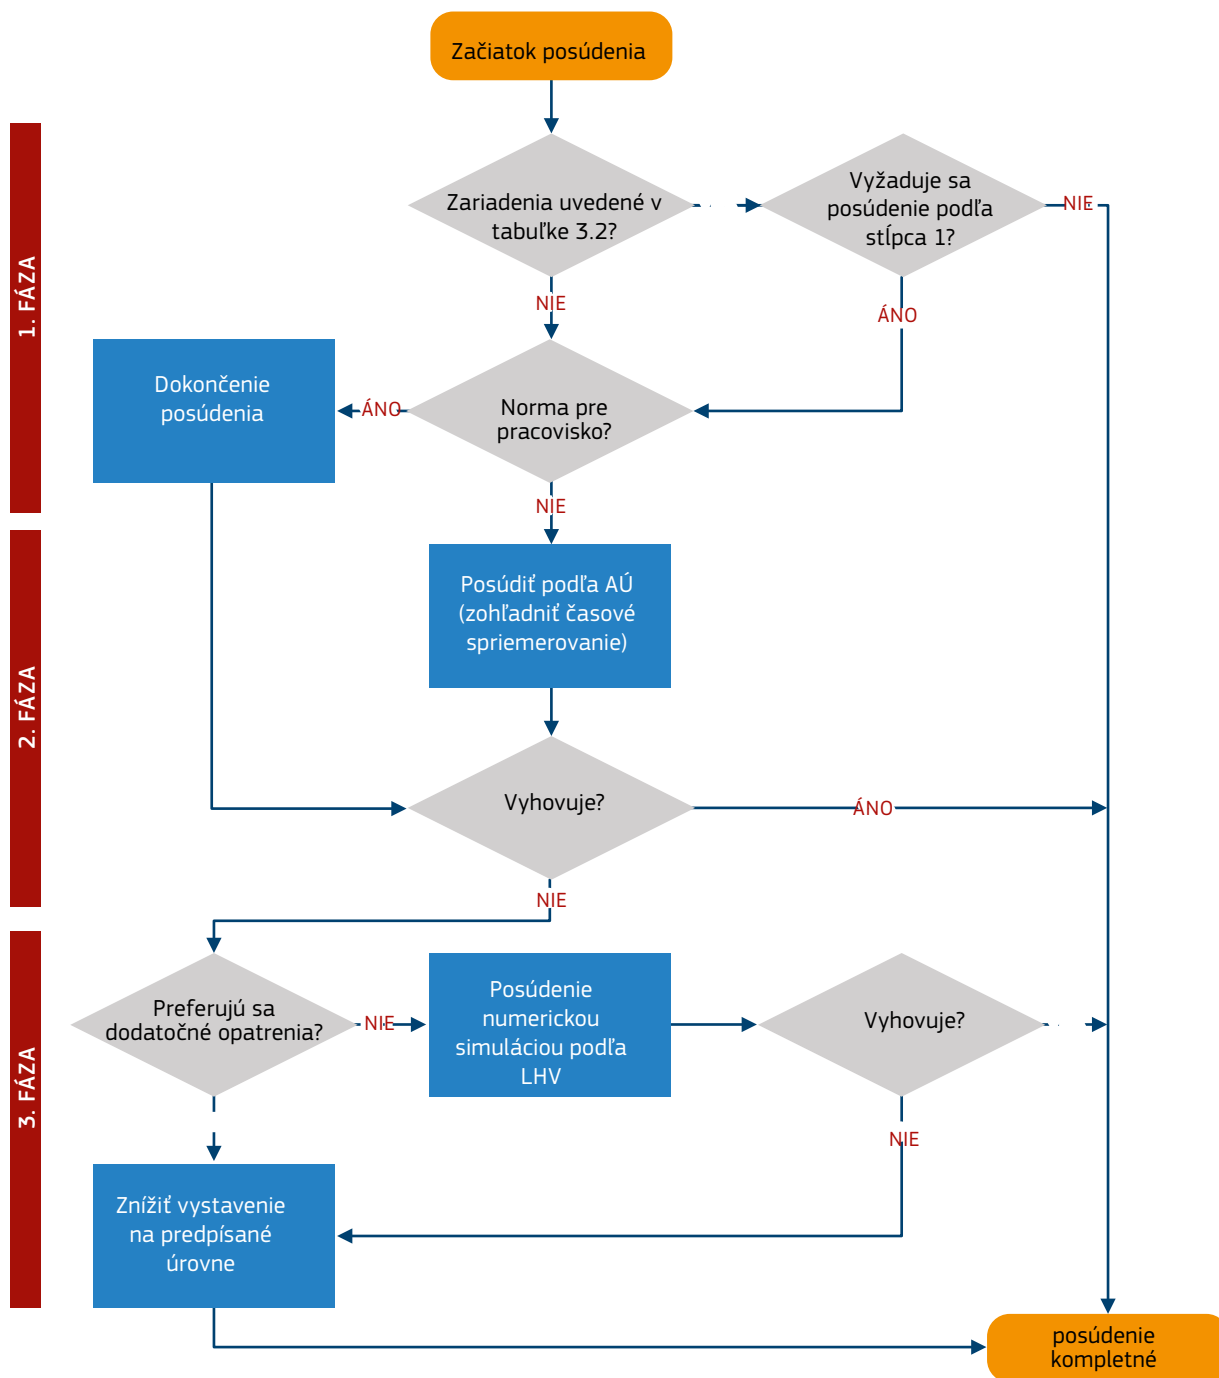 Začiatok posúdenia
1. FÁZA
Zariadenia uvedené v
tabuľke 3.2?
Vyžaduje sa
posúdenie podľa
stĺpca 1?
NIE
NIE
ÁNO
Dokončenie
posúdenia
ÁNO
Norma pre
pracovisko?
NIE
2. FÁZA
Posúdiť podľa AÚ
(zohľadniť časové
spriemerovanie)
Vyhovuje?
ÁNO
NIE
3. FÁZA
Preferujú sa
dodatočné opatrenia?
NIE
Posúdenie
numerickou
simuláciou podľa
LHV
Vyhovuje?
NIE
Znížiť vystavenie
na predpísané
úrovne
posúdenie
kompletné